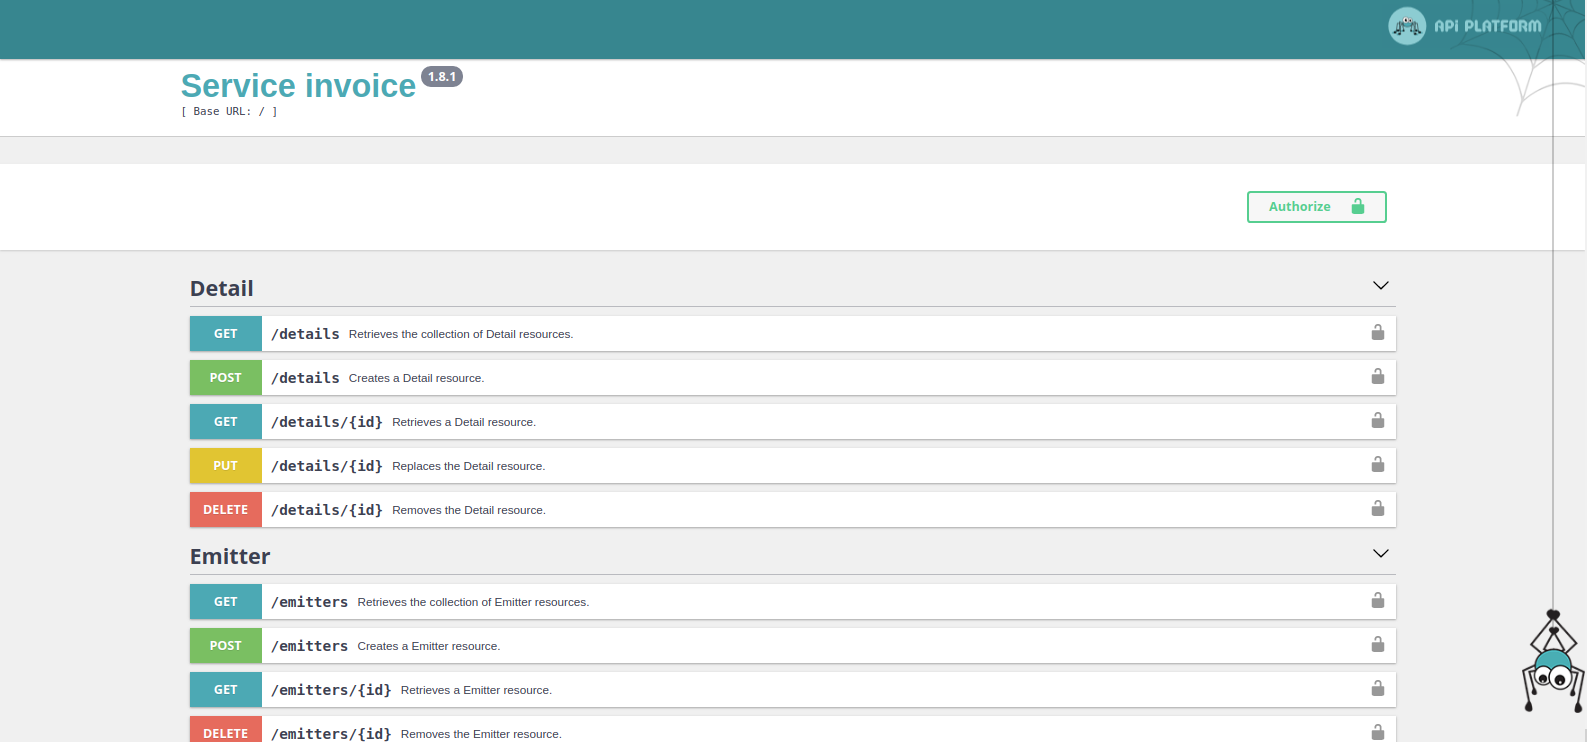 API PLATFORM
Service invoice 1.8.1
[ Base URL: / ]
Authorize
Detail
GET /details Retrieves the collection of Detail resources.
POST /details Creates a Detail resource.
GET /details/{id} Retrieves a Detail resource.
PUT /details/{id} Replaces the Detail resource.
DELETE /details/{id} Removes the Detail resource.
Emitter
GET /emitters Retrieves the collection of Emitter resources.
POST /emitters Creates a Emitter resource.
GET /emitters/{id} Retrieves a Emitter resource.
DELETE /emitters/{id} Removes the Emitter resource.